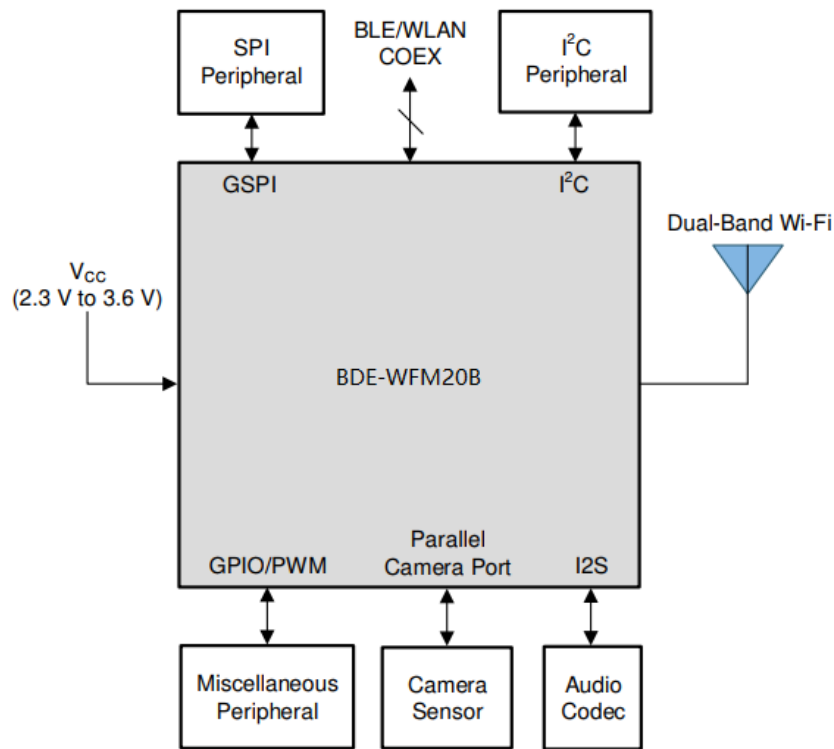 SPI
Peripheral
BLE/WLAN
COEX
I²C
Peripheral
GSPI
I²C
Dual-Band Wi-Fi
V_CC
(2.3 V to 3.6 V)
BDE-WFM20B
GPIO/PWM
Parallel
Camera Port
I2S
Miscellaneous
Peripheral
Camera
Sensor
Audio
Codec